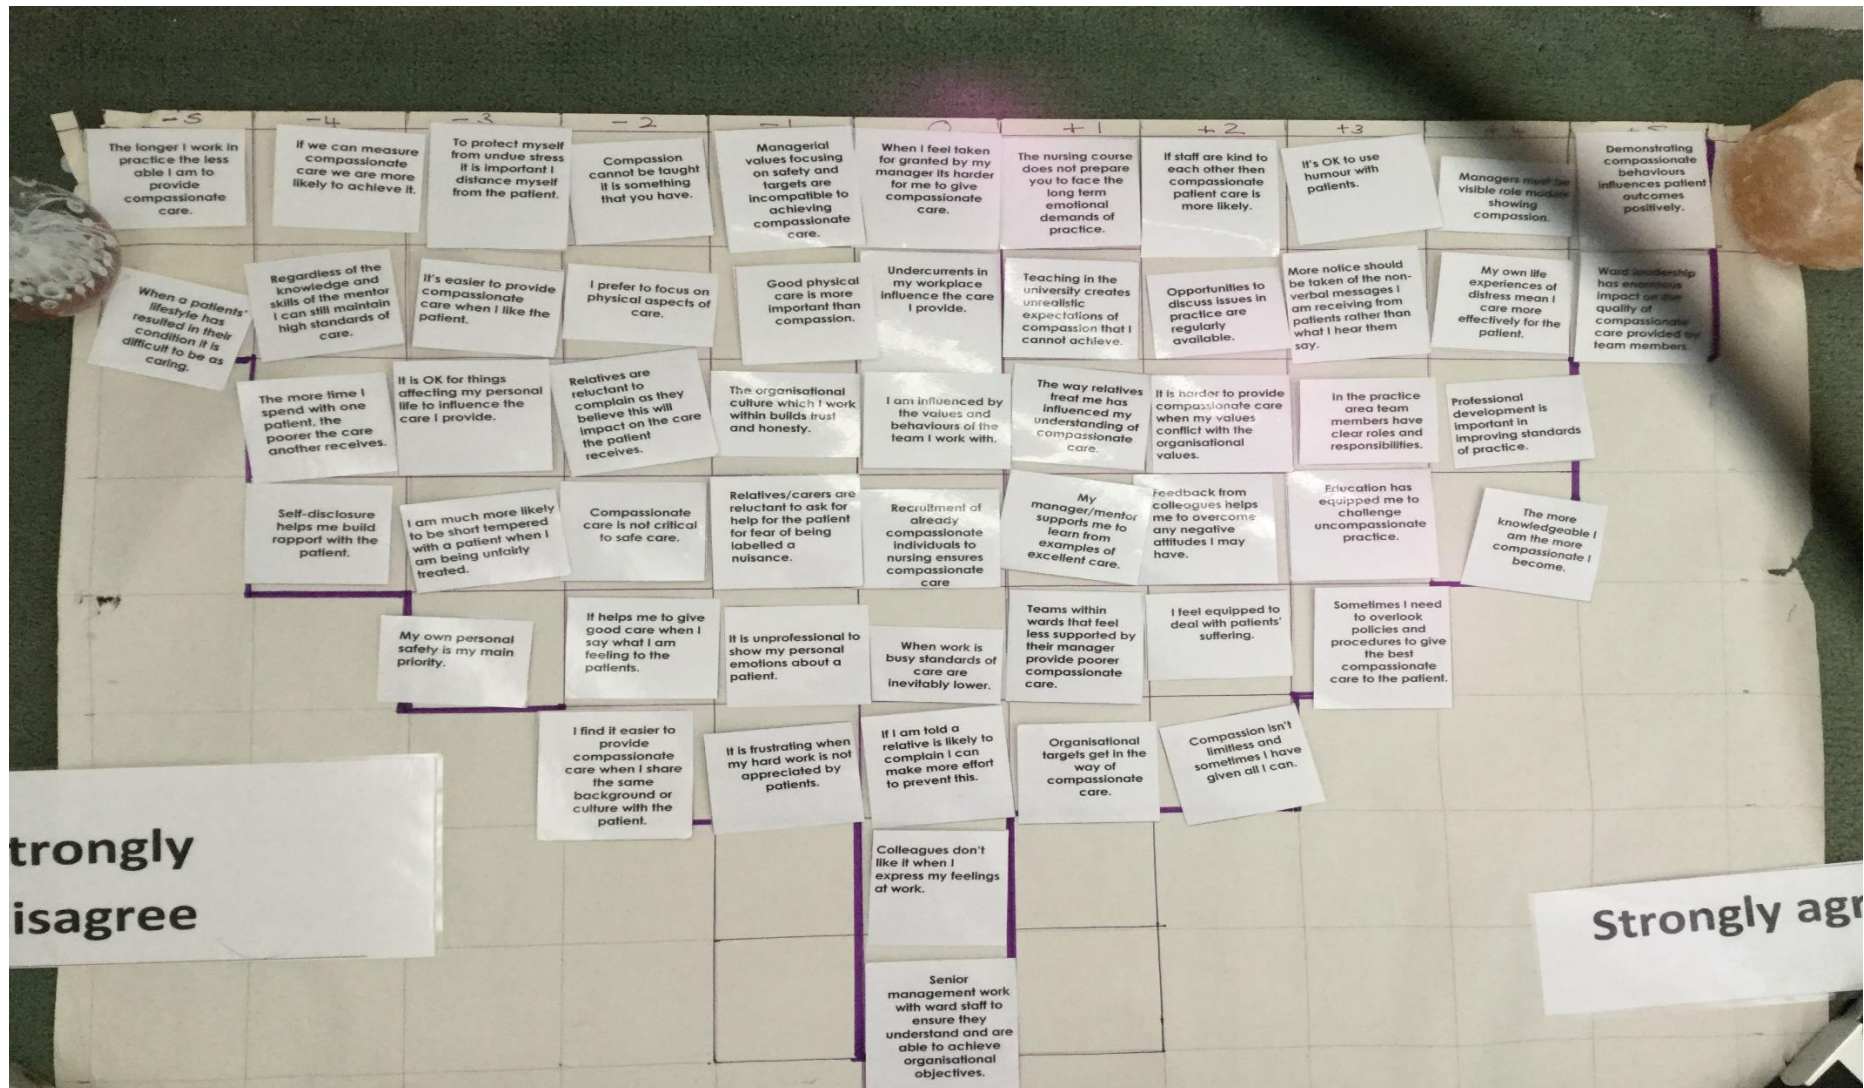 -5 -4 -3 -2 -1 0 +1 +2 +3 +4 +5
The longer I work in
practice the less
able I am to
provide
compassionate
care.
If we can measure
compassionate
care we are more
likely to achieve it.
To protect myself
from undue stress
it is important I
distance myself
from the patient.
Compassion
cannot be taught
it is something
that you have.
Managerial
values focusing
on safety and
targets are
incompatible to
achieving
compassionate
care.
When I feel taken
for granted by my
manager its harder
for me to give
compassionate
care.
The nursing course
does not prepare
you to face the
long term
emotional
demands of
practice.
If staff are kind to
each other then
compassionate
patient care is
more likely.
It's OK to use
humour with
patients.
Managers must be
visible role models
showing
compassion.
Demonstrating
compassionate
behaviours
influences patient
outcomes
positively.
When a patients'
lifestyle has
resulted in their
condition it is
difficult to be as
caring.
Regardless of the
knowledge and
skills of the mentor
I can still maintain
high standards of
care.
It's easier to provide
compassionate
care when I like the
patient.
I prefer to focus on
physical aspects of
care.
Good physical
care is more
important than
compassion.
Undercurrents in
my workplace
influence the care
I provide.
Teaching in the
university creates
unrealistic
expectations of
compassion that I
cannot achieve.
Opportunities to
discuss issues in
practice are
regularly
available.
More notice should
be taken of the non-
verbal messages I
am receiving from
patients rather than
what I hear them
say.
My own life
experiences of
distress mean I
care more
effectively for the
patient.
Ward leadership
has enormous
impact on the
quality of
compassionate
care provided by
team members.
The more time I
spend with one
patient, the
poorer the care
another receives.
It is OK for things
affecting my personal
life to influence the
care I provide.
Relatives are
reluctant to
complain as they
believe this will
impact on the care
the patient
receives.
The organisational
culture which I work
within builds trust
and honesty.
I am influenced by
the values and
behaviours of the
team I work with.
The way relatives
treat me has
influenced my
understanding of
compassionate
care.
It is harder to provide
compassionate care
when my values
conflict with the
organisational
values.
In the practice
area team
members have
clear roles and
responsibilities.
Professional
development is
important in
improving standards
of practice.
Self-disclosure
helps me build
rapport with the
patient.
I am much more likely
to be short tempered
with a patient when I
am being unfairly
treated.
Compassionate
care is not critical
to safe care.
Relatives/carers are
reluctant to ask for
help for the patient
for fear of being
labelled a
nuisance.
Recruitment of
already
compassionate
individuals to
nursing ensures
compassionate
care
My
manager/mentor
supports me to
learn from
examples of
excellent care.
Feedback from
colleagues helps
me to overcome
any negative
attitudes I may
have.
Education has
equipped me to
challenge
uncompassionate
practice.
The more
knowledgeable I
am the more
compassionate I
become.
My own personal
safety is my main
priority.
It helps me to give
good care when I
say what I am
feeling to the
patients.
It is unprofessional to
show my personal
emotions about a
patient.
When work is
busy standards of
care are
inevitably lower.
Teams within
wards that feel
less supported by
their manager
provide poorer
compassionate
care.
I feel equipped to
deal with patients'
suffering.
Sometimes I need
to overlook
policies and
procedures to give
the best
compassionate
care to the patient.
I find it easier to
provide
compassionate
care when I share
the same
background or
culture with the
patient.
It is frustrating when
my hard work is not
appreciated by
patients.
If I am told a
relative is likely to
complain I can
make more effort
to prevent this.
Organisational
targets get in the
way of
compassionate
care.
Compassion isn't
limitless and
sometimes I have
given all I can.
Colleagues don't
like it when I
express my feelings
at work.
Senior
management work
with ward staff to
ensure they
understand and are
able to achieve
organisational
objectives.
trongly
isagree
Strongly agr